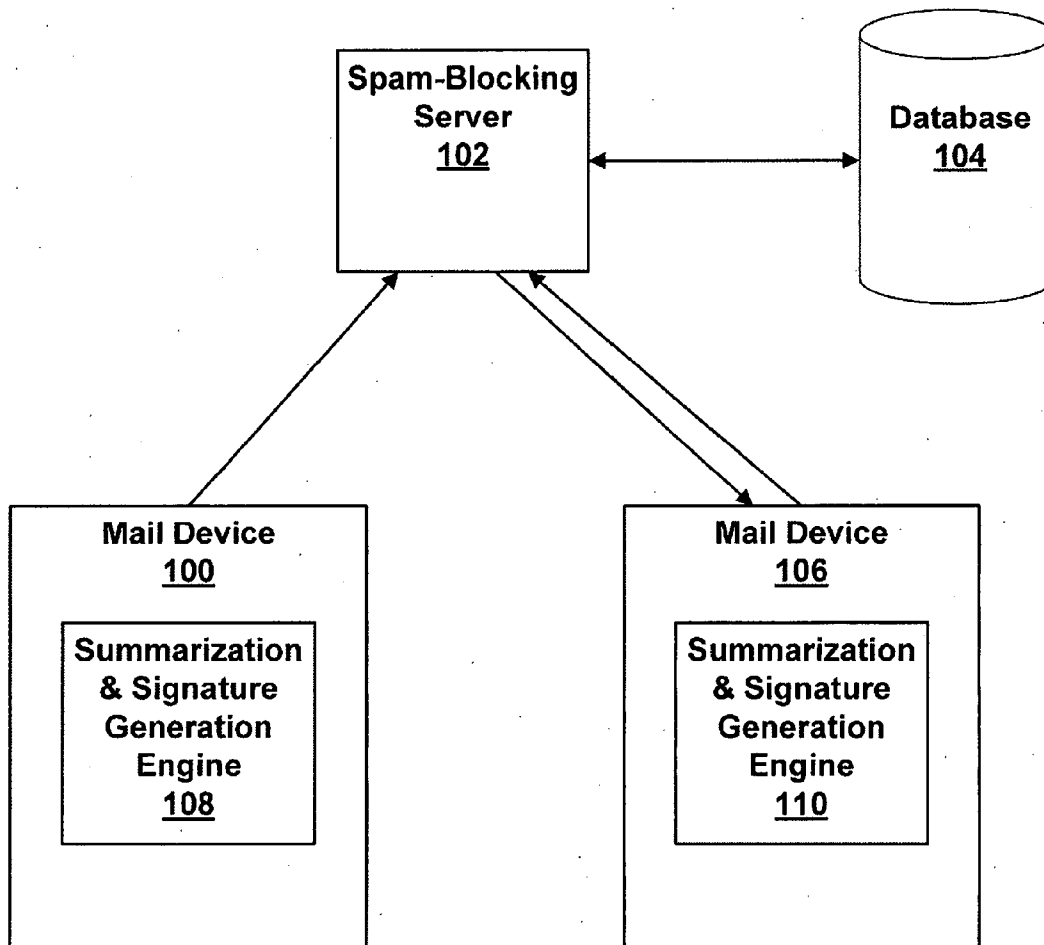 Spam-Blocking
Server
102
Database
104
Mail Device
100
Summarization
& Signature
Generation
Engine
108
Mail Device
106
Summarization
& Signature
Generation
Engine
110